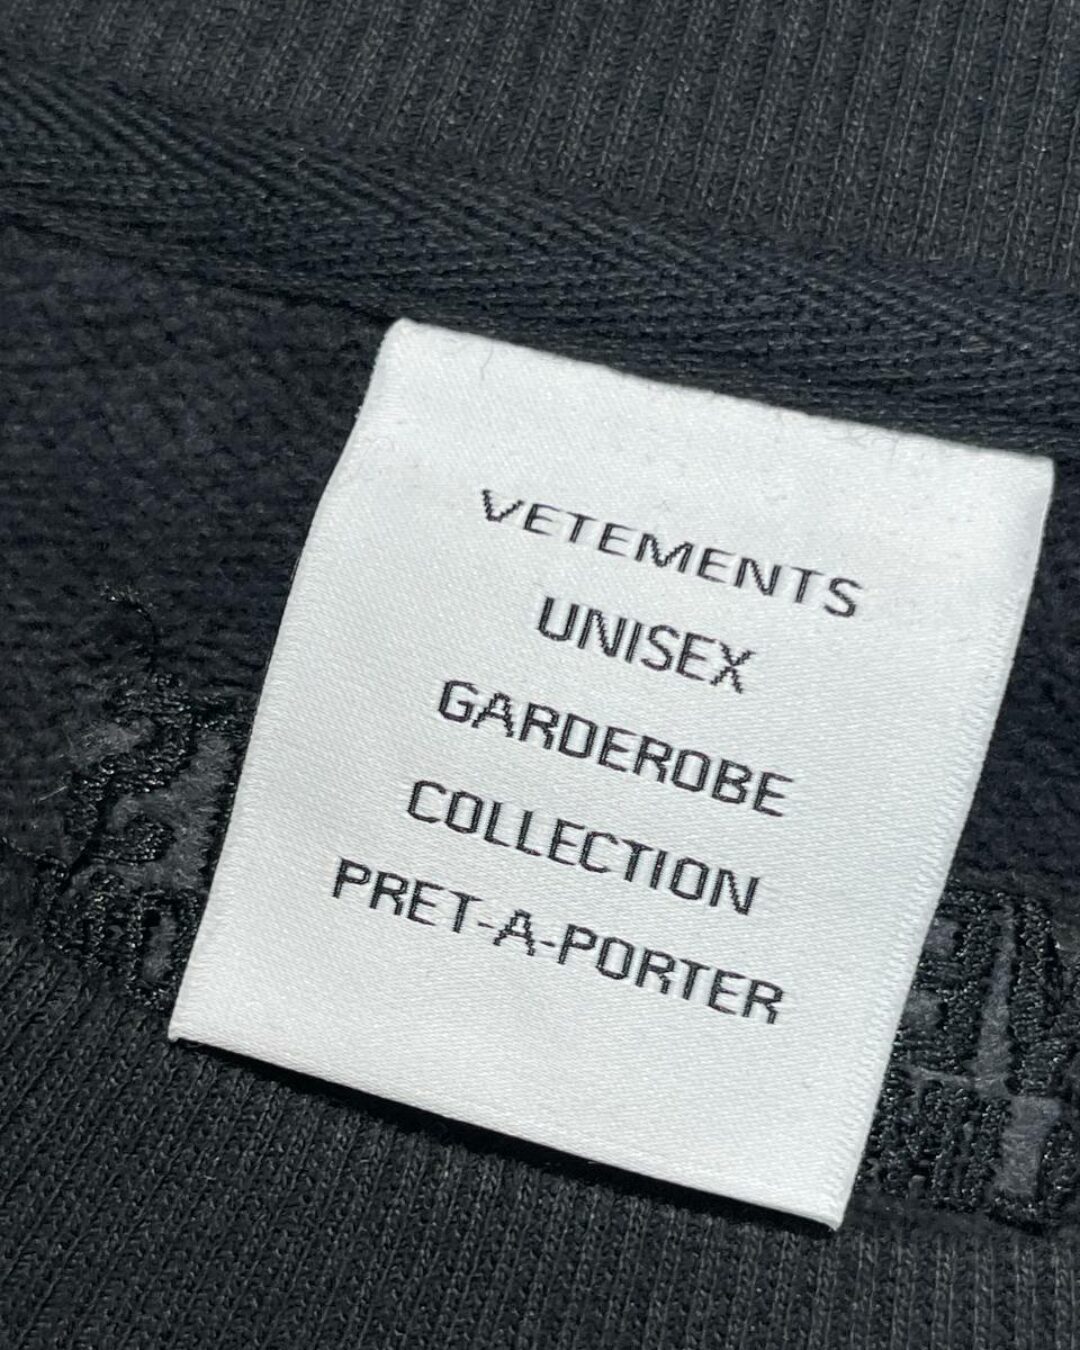 VETEMENTS
UNISEX
GARDEROBE
COLLECTION
PRET-A-PORTER